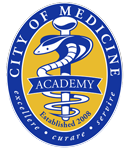 CITY OF MEDICINE
ACADEMY
Established 2008
excellere · curare · servire